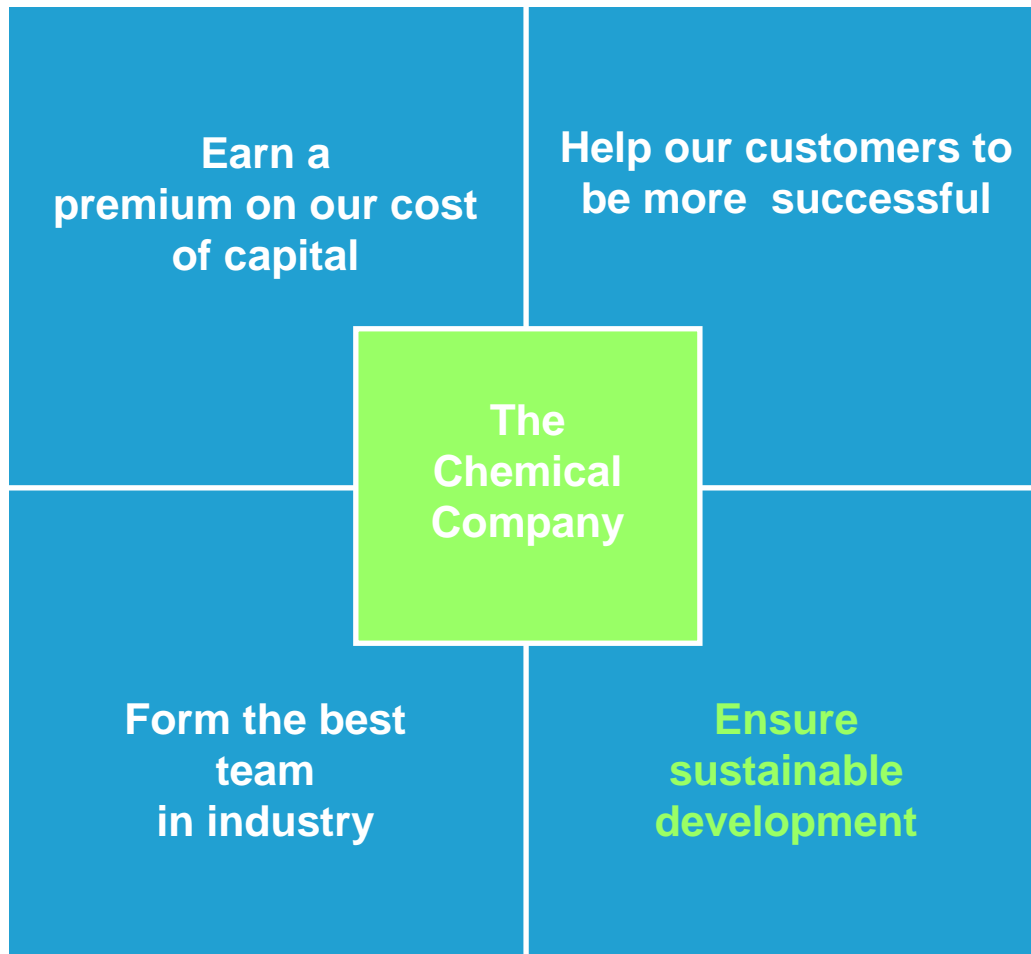 Earn a
premium on our cost
of capital
Help our customers to
be more  successful
The
Chemical
Company
Form the best
team
in industry
Ensure
sustainable
development